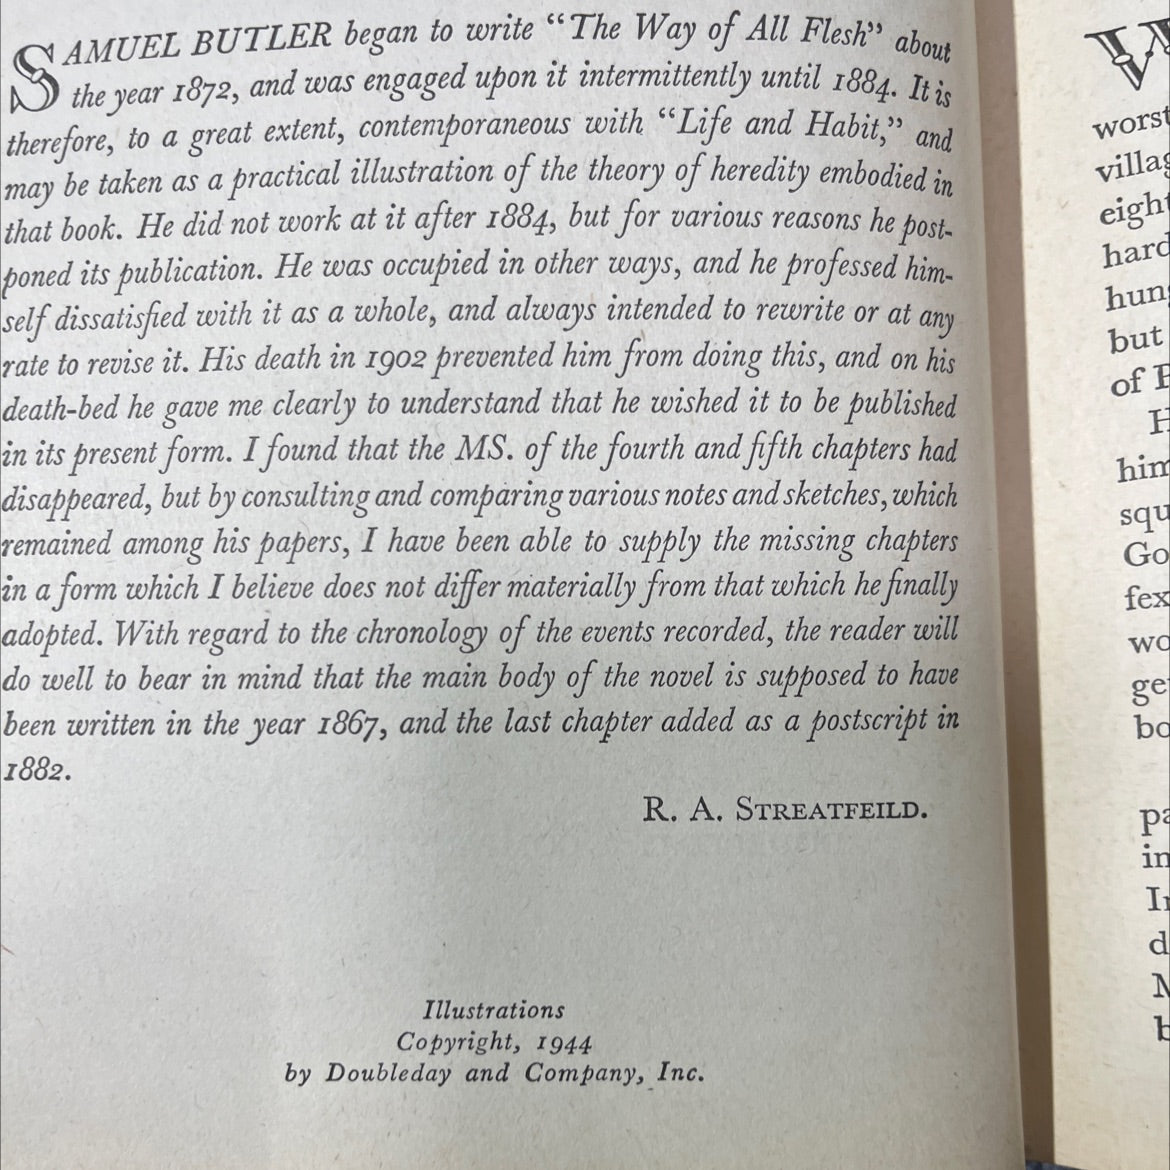 SAMUEL BUTLER began to write “The Way of All Flesh” about
the year 1872, and was engaged upon it intermittently until 1884. It is
therefore, to a great extent, contemporaneous with “Life and Habit,” and
may be taken as a practical illustration of the theory of heredity embodied in
that book. He did not work at it after 1884, but for various reasons he post-
poned its publication. He was occupied in other ways, and he professed him-
self dissatisfied with it as a whole, and always intended to rewrite or at any
rate to revise it. His death in 1902 prevented him from doing this, and on his
death-bed he gave me clearly to understand that he wished it to be published
in its present form. I found that the MS. of the fourth and fifth chapters had
disappeared, but by consulting and comparing various notes and sketches, which
remained among his papers, I have been able to supply the missing chapters
in a form which I believe does not differ materially from that which he finally
adopted. With regard to the chronology of the events recorded, the reader will
do well to bear in mind that the main body of the novel is supposed to have
been written in the year 1867, and the last chapter added as a postscript in
1882.
R. A. STREATFEILD.
Illustrations
Copyright, 1944
by Doubleday and Company, Inc.
W
worst
villag
eight
hard
hun
but
of
H
him
squ
Go
fex
wo
ge
bo
pa
in
I
d
M
b